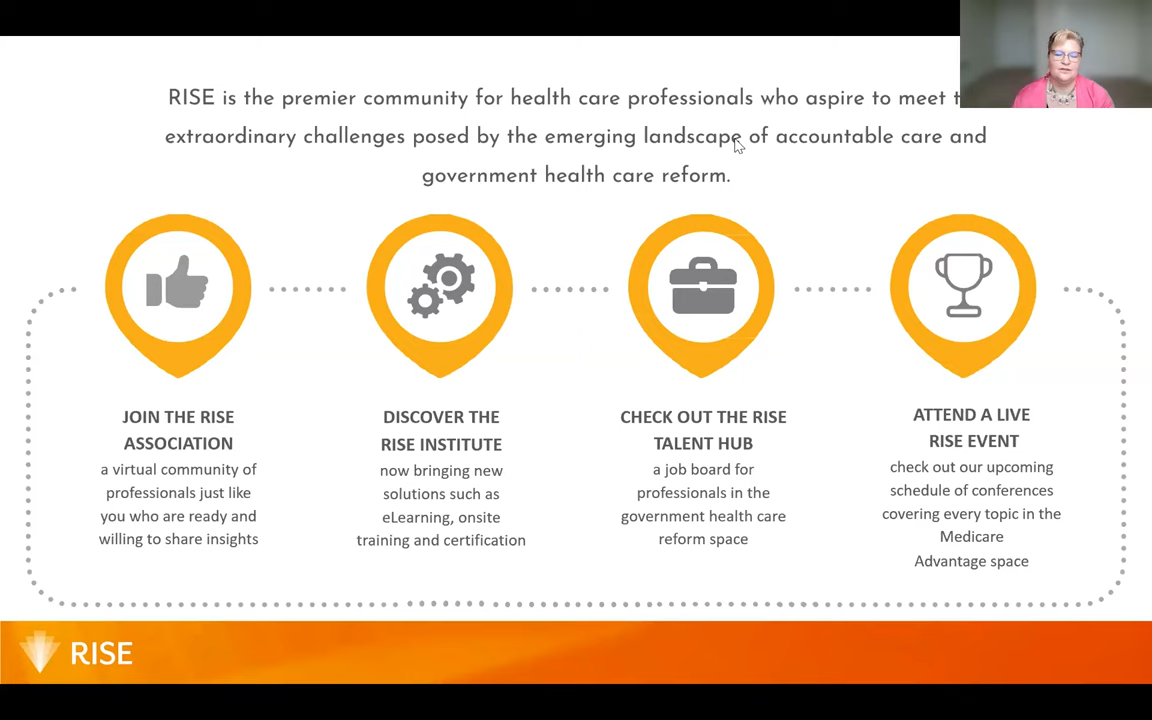 RISE is the premier community for health care professionals who aspire to meet
extraordinary challenges posed by the emerging landscape of accountable care and
government health care reform.
JOIN THE RISE
ASSOCIATION
a virtual community of
professionals just like
you who are ready and
willing to share insights
DISCOVER THE
RISE INSTITUTE
now bringing new
solutions such as
eLearning, onsite
training and certification
CHECK OUT THE RISE
TALENT HUB
a job board for
professionals in the
government health care
reform space
ATTEND A LIVE
RISE EVENT
check out our upcoming
schedule of conferences
covering every topic in the
Medicare
Advantage space
RISE